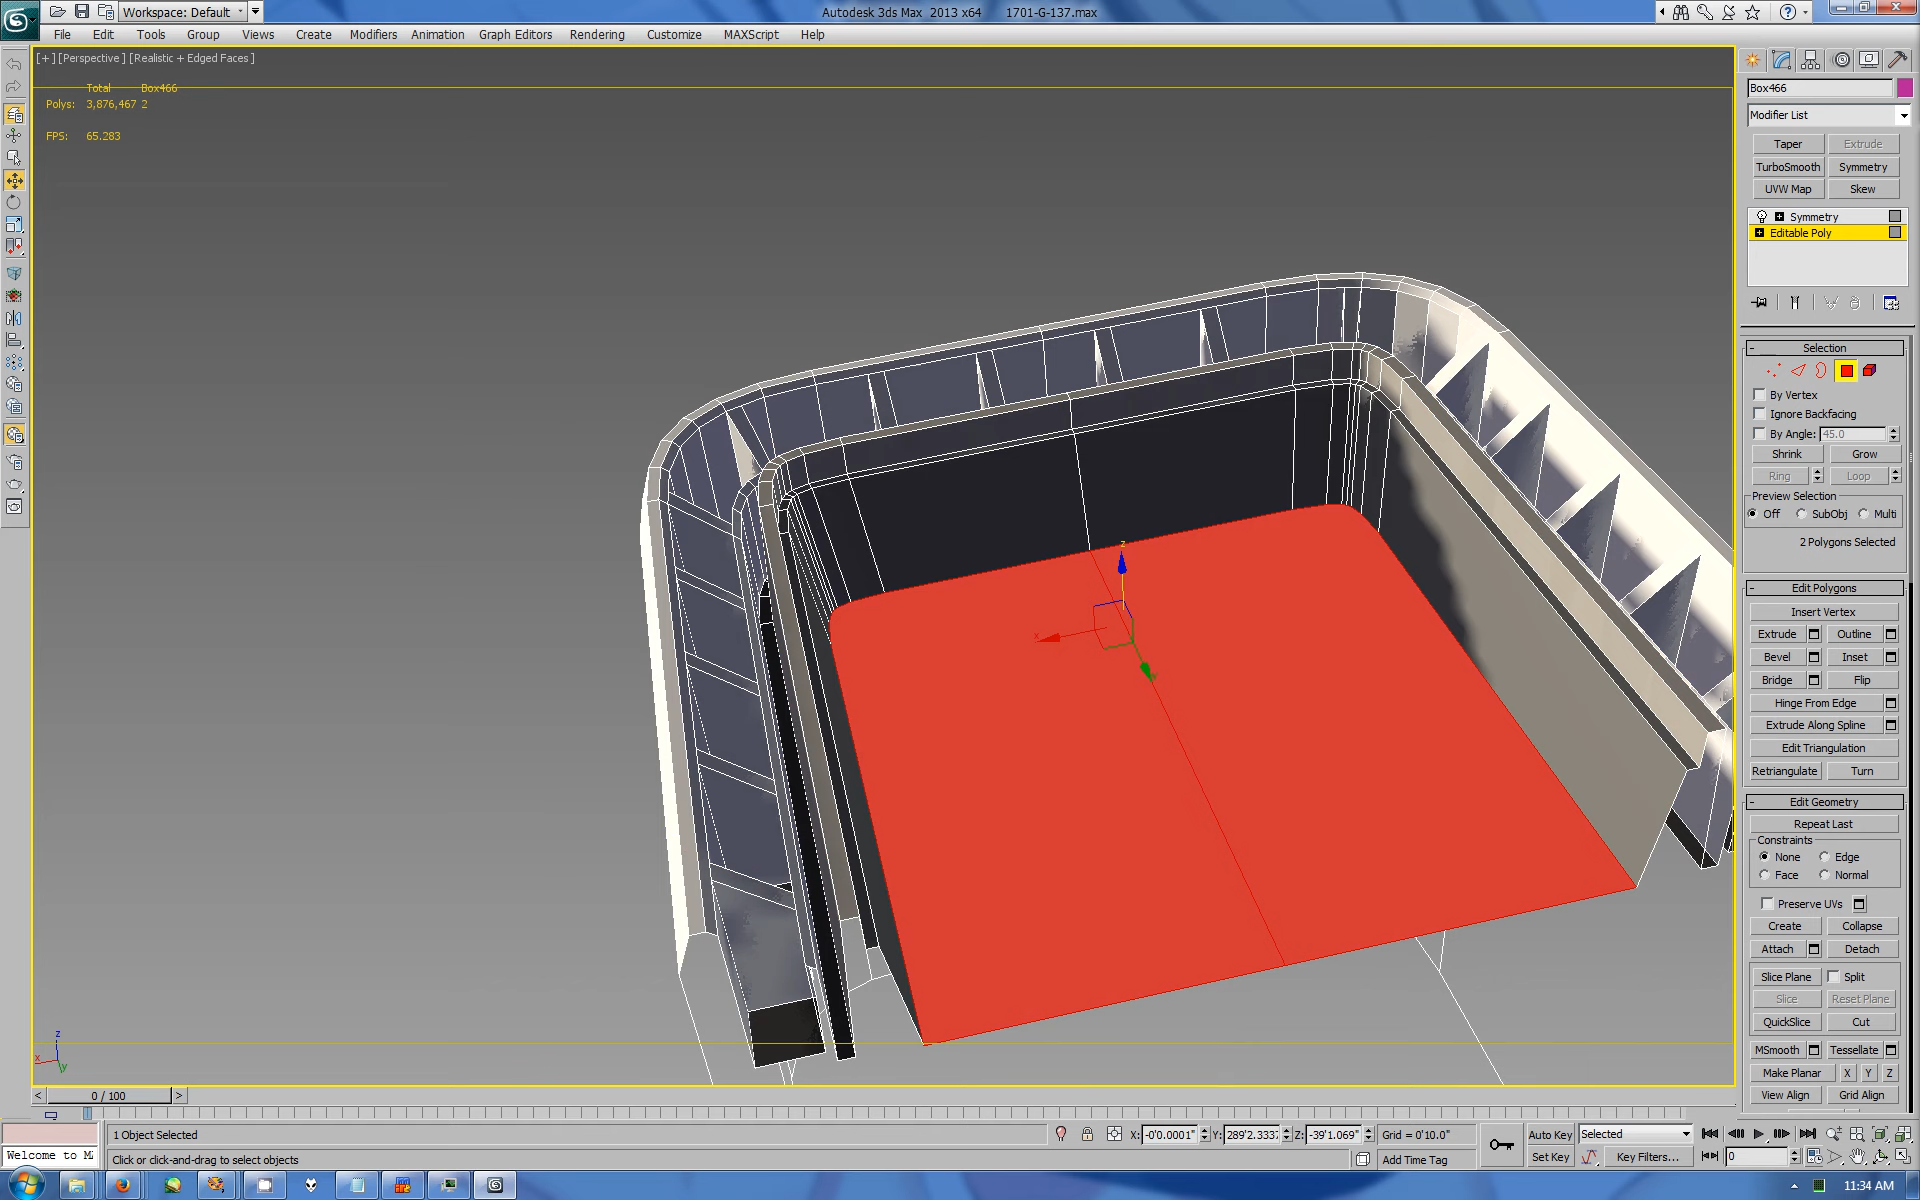 Workspace: Default
Autodesk 3ds Max 2013 x64 1701-G-137.max
File Edit Tools Group Views Create Modifiers Animation Graph Editors Rendering Customize MAXScript Help
[+] [Perspective] [Realistic + Edged Faces]
Total Box466
Polys: 3,876,467 2
FPS: 65.283
z
x
z
x
y
Box466
Modifier List
Taper Extrude
TurboSmooth Symmetry
UVW Map Skew
Symmetry
Editable Poly
Selection
By Vertex
Ignore Backfacing
By Angle: 45.0
Shrink Grow
Ring Loop
Preview Selection
Off SubObj Multi
2 Polygons Selected
Edit Polygons
Insert Vertex
Extrude Outline
Bevel Inset
Bridge Flip
Hinge From Edge
Extrude Along Spline
Edit Triangulation
Retriangulate Turn
Edit Geometry
Repeat Last
Constraints
None Edge
Face Normal
Preserve UVs
Create Collapse
Attach Detach
Slice Plane Split
Slice Reset Plane
QuickSlice Cut
MSmooth Tessellate
Make Planar X Y Z
View Align Grid Align
< 0 / 100 >
1 Object Selected
X: -0'0.0001" Y: 289'2.333 Z: -39'1.069" Grid = 0'10.0"
Auto Key Selected
Welcome to M
Click or click-and-drag to select objects
Add Time Tag
Set Key Key Filters... 0
11:34 AM